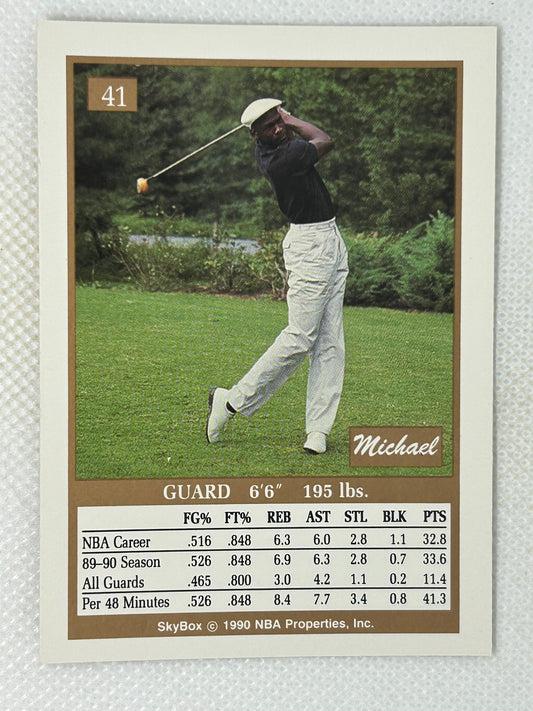 41
Michael
GUARD 6'6" 195 lbs.
FG% FT% REB AST STL BLK PTS
NBA Career .516 .848 6.3 6.0 2.8 1.1 32.8
89–90 Season .526 .848 6.9 6.3 2.8 0.7 33.6
All Guards .465 .800 3.0 4.2 1.1 0.2 11.4
Per 48 Minutes .526 .848 8.4 7.7 3.4 0.8 41.3
SkyBox © 1990 NBA Properties, Inc.